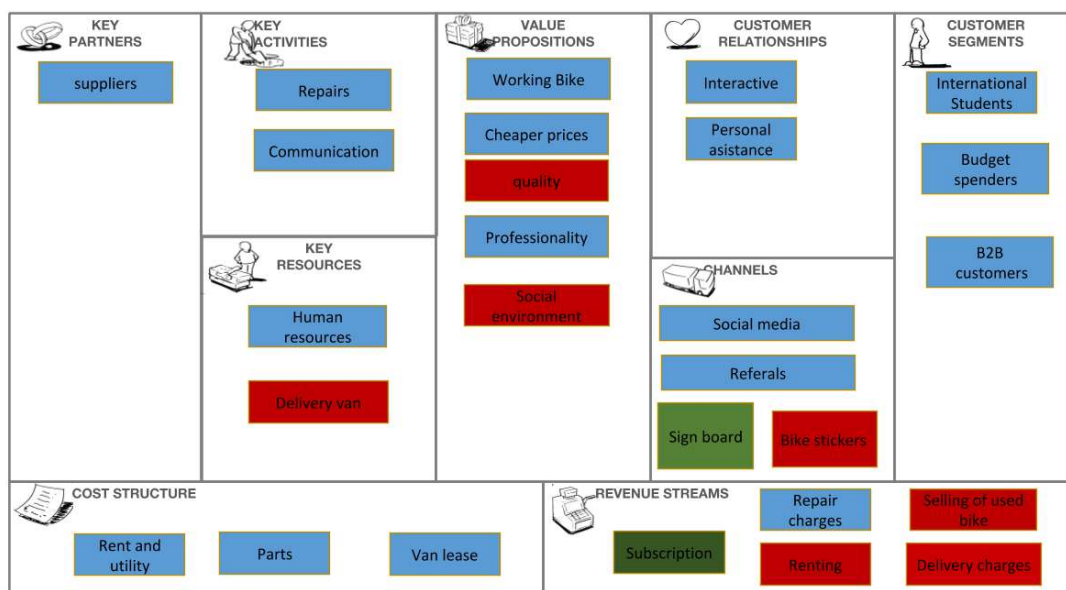 KEY
PARTNERS
suppliers
KEY
ACTIVITIES
Repairs
Communication
KEY
RESOURCES
Human
resources
Delivery van
VALUE
PROPOSITIONS
Working Bike
Cheaper prices
quality
Professionality
Social
environment
CUSTOMER
RELATIONSHIPS
Interactive
Personal
asistance
CHANNELS
Social media
Referals
Sign board
Bike stickers
CUSTOMER
SEGMENTS
International
Students
Budget
spenders
B2B
customers
COST STRUCTURE
Rent and
utility
Parts
Van lease
REVENUE STREAMS
Subscription
Repair
charges
Selling of used
bike
Renting
Delivery charges